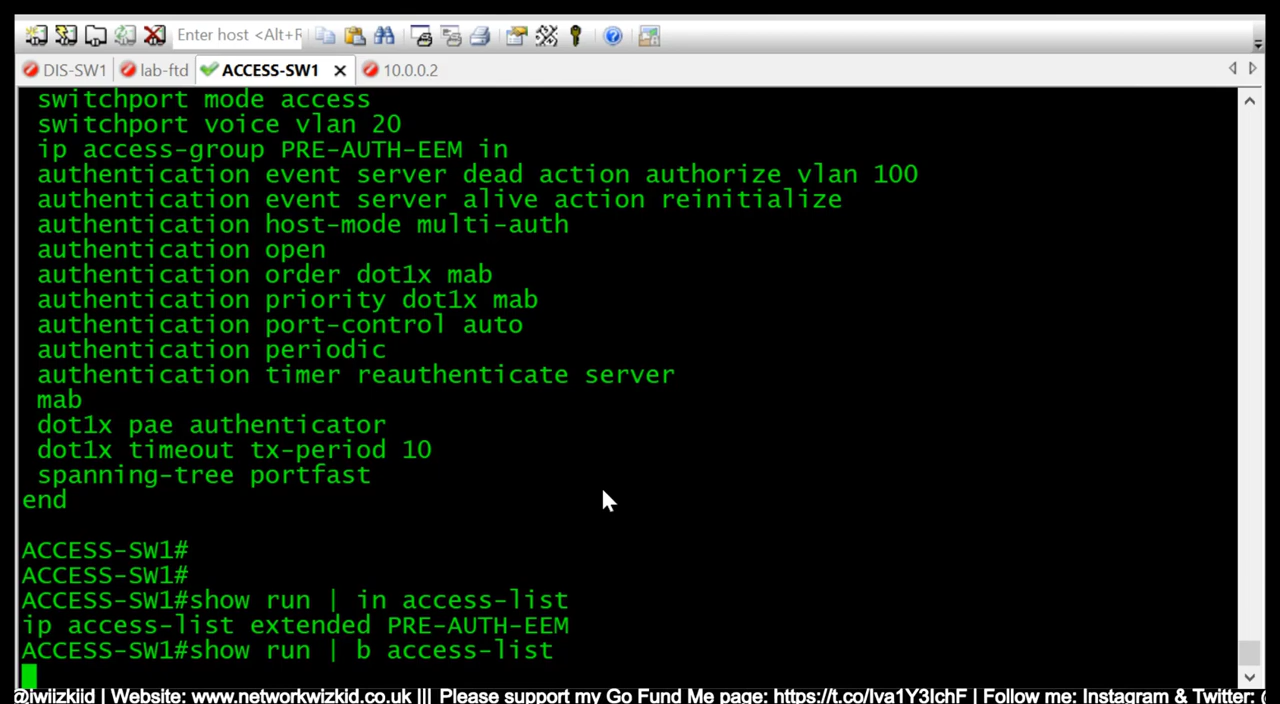 Enter host <Alt+R
DIS-SW1 lab-ftd ACCESS-SW1 10.0.0.2
switchport mode access
switchport voice vlan 20
ip access-group PRE-AUTH-EEM in
authentication event server dead action authorize vlan 100
authentication event server alive action reinitialize
authentication host-mode multi-auth
authentication open
authentication order dot1x mab
authentication priority dot1x mab
authentication port-control auto
authentication periodic
authentication timer reauthenticate server
mab
dot1x pae authenticator
dot1x timeout tx-period 10
spanning-tree portfast
end
ACCESS-SW1#
ACCESS-SW1#
ACCESS-SW1#show run | in access-list
ip access-list extended PRE-AUTH-EEM
ACCESS-SW1#show run | b access-list
@iwiizkiid | Website: www.networkwizkid.co.uk ||| Please support my Go Fund Me page: https://t.co/Iva1Y3IchF | Follow me: Instagram & Twitter: